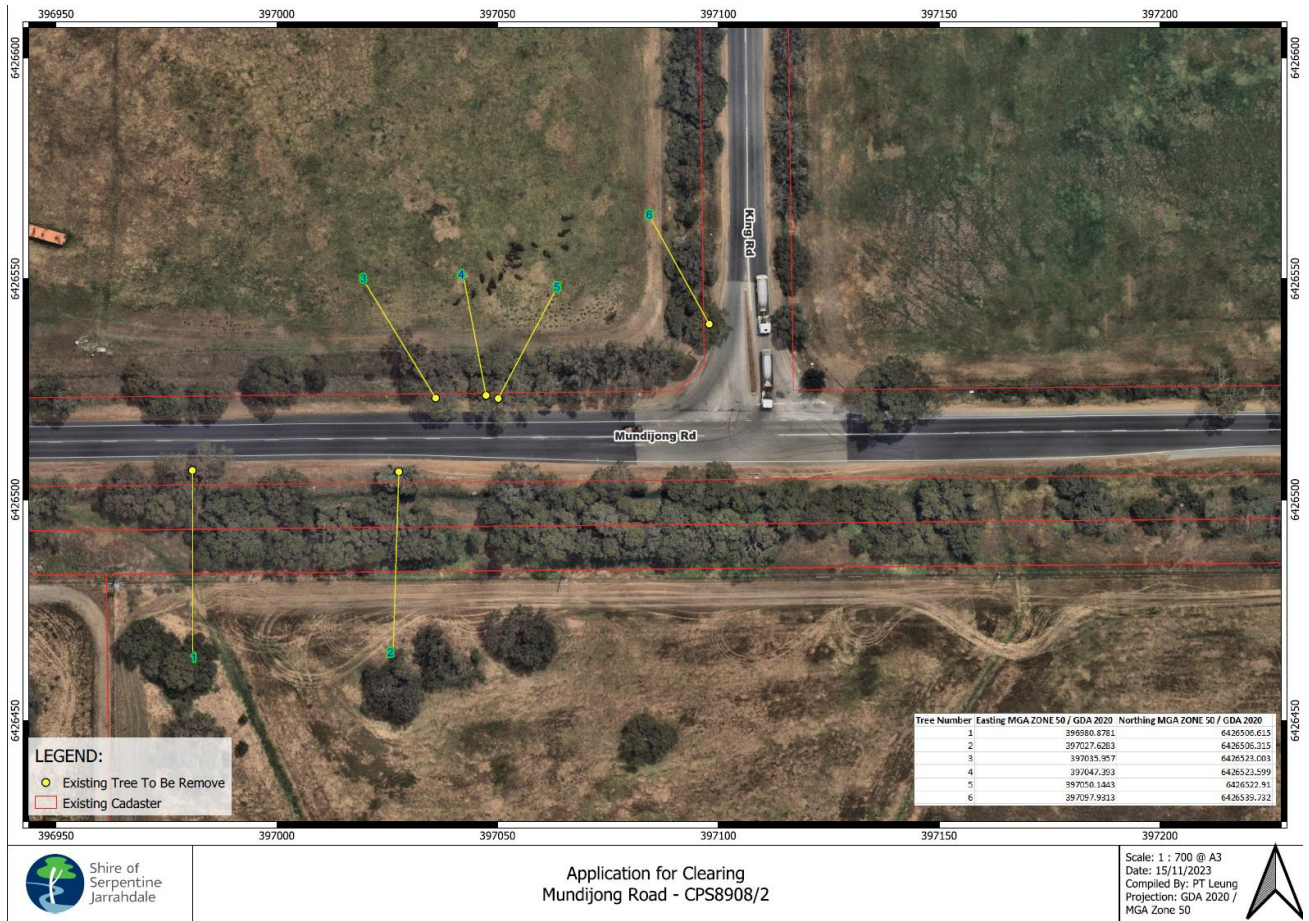 396950 397000 397050 397100 397150 397200
6426600 6426600
6
King Rd
3 4 5
6426550 6426550
Mundijong Rd
6426500 6426500
1 2
6426450 6426450
Tree Number Easting MGA ZONE 50 / GDA 2020 Northing MGA ZONE 50 / GDA 2020
1 396980.8781 6426506.615
2 397027.6283 6426506.315
3 397035.957 6426523.003
4 397047.393 6426523.599
5 397050.1443 6426522.91
6 397097.9313 6426539.732
LEGEND:
Existing Tree To Be Remove
Existing Cadaster
396950 397000 397050 397100 397150 397200
Shire of
Serpentine
Jarrahdale
Application for Clearing
Mundijong Road - CPS8908/2
Scale: 1 : 700 @ A3
Date: 15/11/2023
Compiled By: PT Leung
Projection: GDA 2020 /
MGA Zone 50